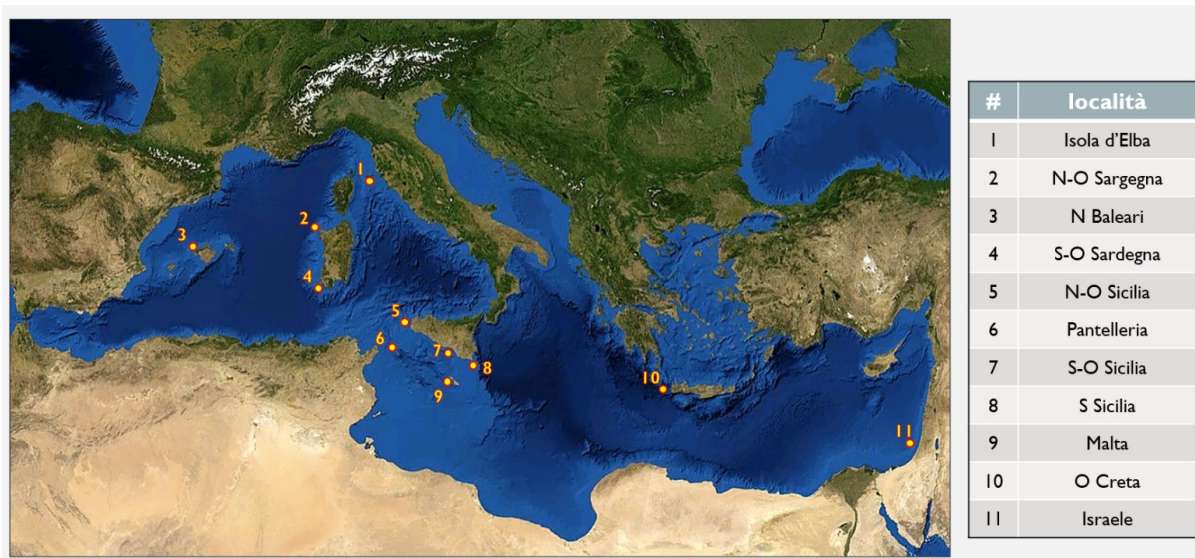 1
2
3
4
5
6
7
8
9
10
11
# località
1 Isola d'Elba
2 N-O Sargegna
3 N Baleari
4 S-O Sardegna
5 N-O Sicilia
6 Pantelleria
7 S-O Sicilia
8 S Sicilia
9 Malta
10 O Creta
11 Israele